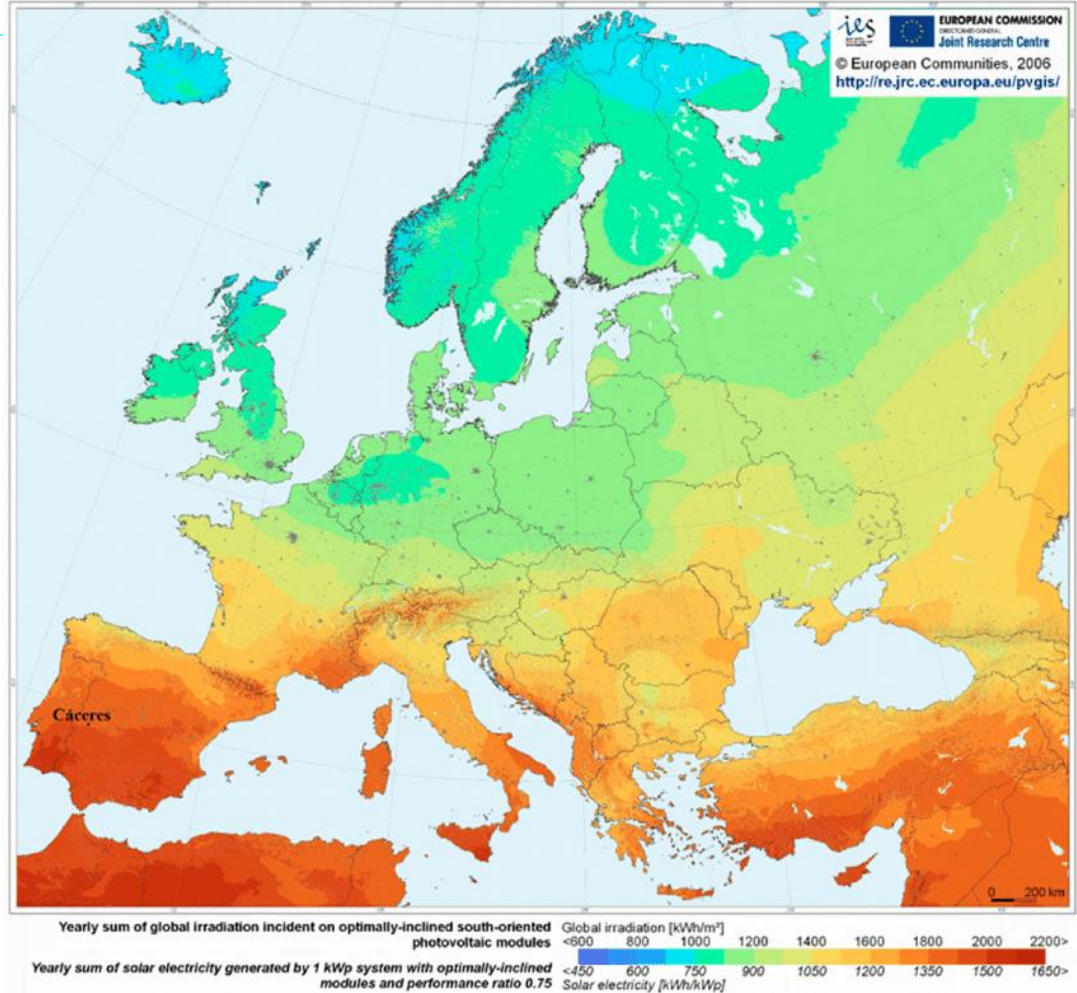 EUROPEAN COMMISSION
DIRECTORATE-GENERAL
Joint Research Centre
© European Communities, 2006
http://re.jrc.ec.europa.eu/pvgis/
Cáceres
0 200 km
Yearly sum of global irradiation incident on optimally-inclined south-oriented
photovoltaic modules
Yearly sum of solar electricity generated by 1 kWp system with optimally-inclined
modules and performance ratio 0.75
Global irradiation [kWh/m²]
<600 800 1000 1200 1400 1600 1800 2000 2200>
<450 600 750 900 1050 1200 1350 1500 1650>
Solar electricity [kWh/kWp]